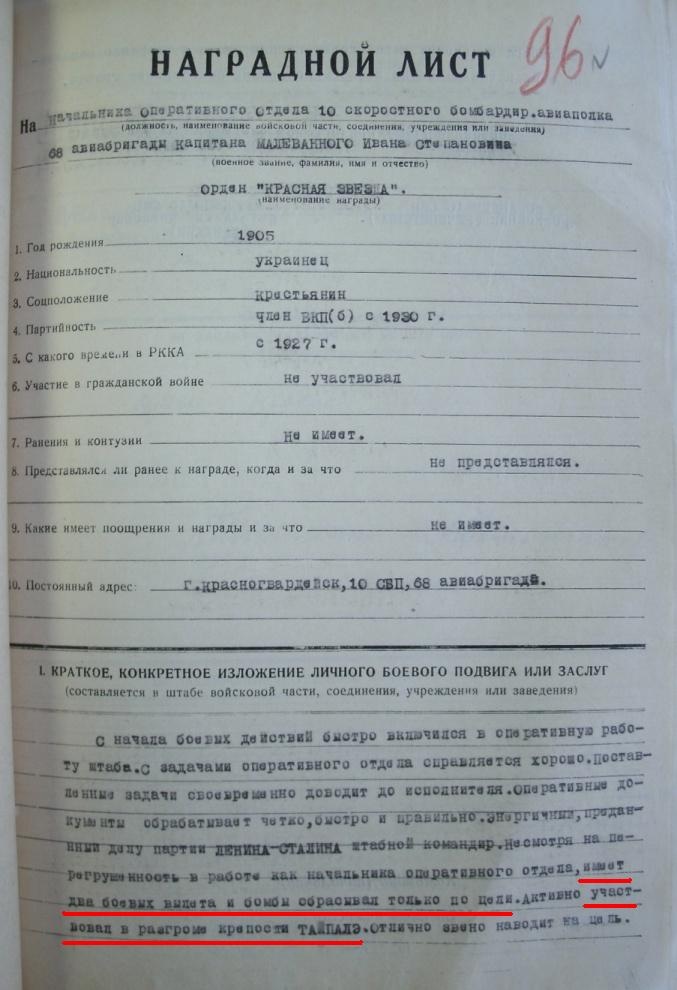 96
НАГРАДНОЙ ЛИСТ
На начальника оперативного отдела 10 скоростного бомбардир.авиаполка
(должность, наименование войсковой части, соединения, учреждения или заведения)
68 авиабригады капитана МАЛЕВАННОГО Ивана Степановича
(военное звание, фамилия, имя и отчество)
орден "КРАСНАЯ ЗВЕЗДА".
(наименование награды)
1. Год рождения 1905
2. Национальность украинец
3. Соцположение крестьянин
4. Партийность член ВКП(б) с 1930 г.
5. С какого времени в РККА с 1927 г.
6. Участие в гражданской войне не участвовал
7. Ранения и контузии не имеет.
8. Представлялся ли ранее к награде, когда и за что не представлялся.
9. Какие имеет поощрения и награды и за что не имеет.
10. Постоянный адрес: г.Красногвардейск,10 СБП,68 авиабригада.
I. КРАТКОЕ, КОНКРЕТНОЕ ИЗЛОЖЕНИЕ ЛИЧНОГО БОЕВОГО ПОДВИГА ИЛИ ЗАСЛУГ
(составляется в штабе войсковой части, соединения, учреждения или заведения)
С начала боевых действий быстро включился в оперативную рабо-
ту штаба.С задачами оперативного отдела справляется хорошо.Постав-
ленные задачи своевременно доводит до исполнителя.Оперативные до-
кументы обрабатывает четко,быстро и правильно.Энергичный,предан-
нный делу партии ЛЕНИНА-СТАЛИНА штабной командир.Несмотря на пе-
регруженность в работе как начальника оперативного отдела,имеет
два боевых вылета и бомбы сбрасывал только по цели.Активно участ-
вовал в разгроме крепости ТАЙПАЛЭ.Отлично звено наводит на цель.